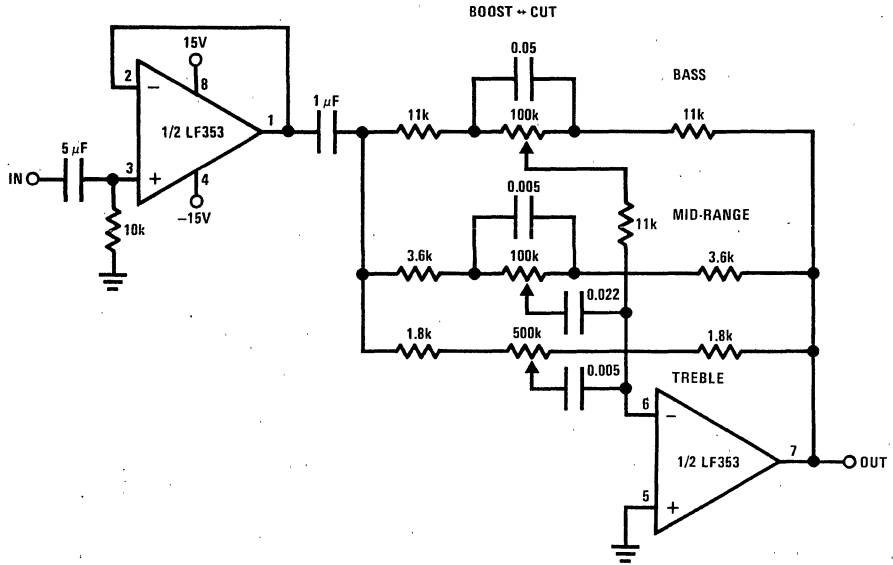 BOOST ↔ CUT
15V
0.05
BASS
2
−
8
1 μF
11k
100k
11k
1
1/2 LF353
5 μF
IN
3
+
4
−15V
0.005
10k
11k
MID-RANGE
3.6k
100k
3.6k
0.022
1.8k
500k
1.8k
0.005
TREBLE
6
−
1/2 LF353
7
OUT
5
+